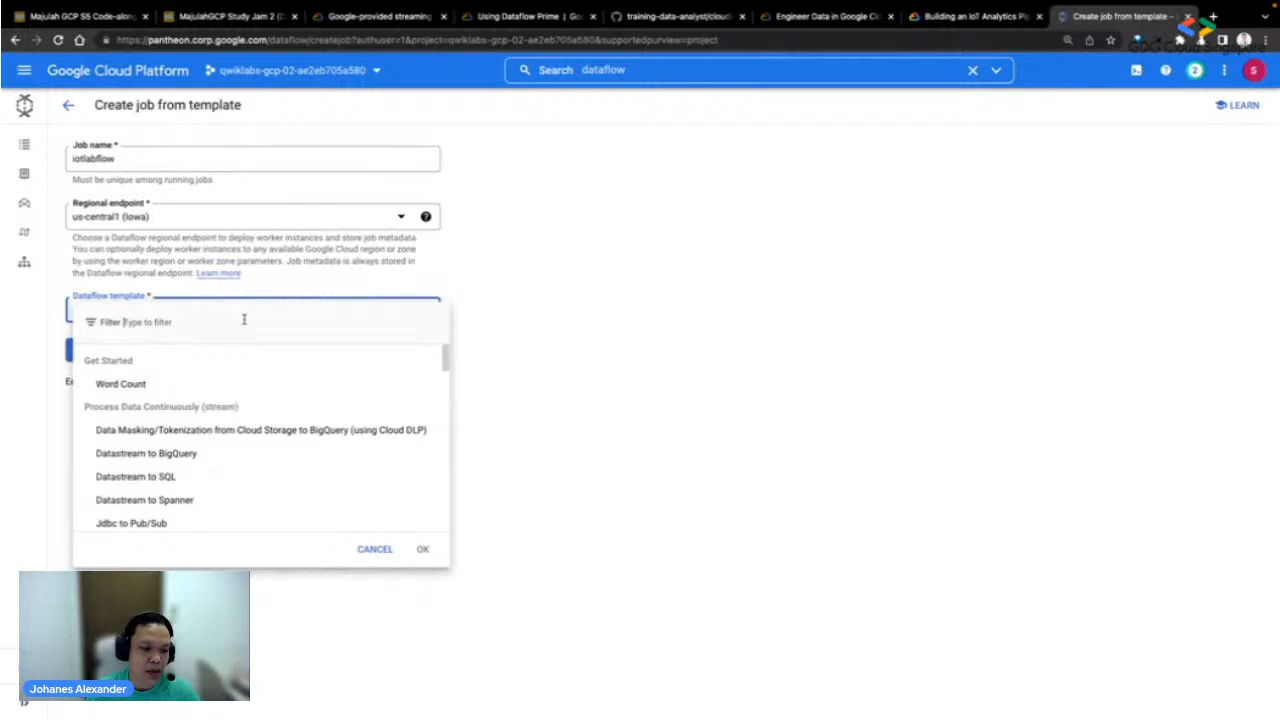 Majulah GCP S5 Code-along
MajulahGCP Study Jam 2 (D
Google-provided streaming
Using Dataflow Prime | Goo
training-data-analyst/cloud
Engineer Data in Google Cl
Building an IoT Analytics Pi
Create job from template –
https://pantheon.corp.google.com/dataflow/createjob?authuser=1&project=qwiklabs-gcp-02-ae2eb705a580&supportedpurview=project
GDG Cloud Singapore
Google Cloud Platform
qwiklabs-gcp-02-ae2eb705a580
Search dataflow
2
S
Create job from template
LEARN
Job name *
iotlabflow
Must be unique among running jobs
Regional endpoint *
us-central1 (Iowa)
Choose a Dataflow regional endpoint to deploy worker instances and store job metadata
You can optionally deploy worker instances to any available Google Cloud region or zone
by using the worker region or worker zone parameters. Job metadata is always stored in
the Dataflow regional endpoint. Learn more
Dataflow template *
Filter Type to filter
Get Started
Word Count
Process Data Continuously (stream)
Data Masking/Tokenization from Cloud Storage to BigQuery (using Cloud DLP)
Datastream to BigQuery
Datastream to SQL
Datastream to Spanner
Jdbc to Pub/Sub
CANCEL OK
Johanes Alexander